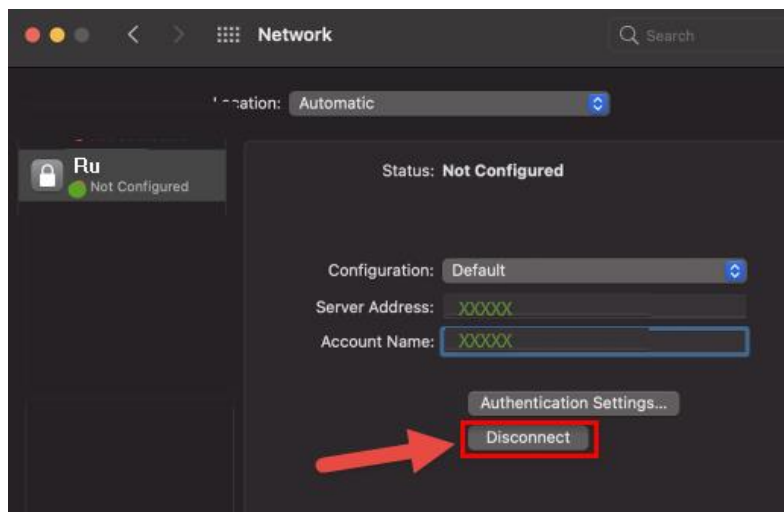 Network
Search
Location: Automatic
Ru
Not Configured
Status: Not Configured
Configuration: Default
Server Address: XXXXX
Account Name: XXXXX
Authentication Settings...
Disconnect